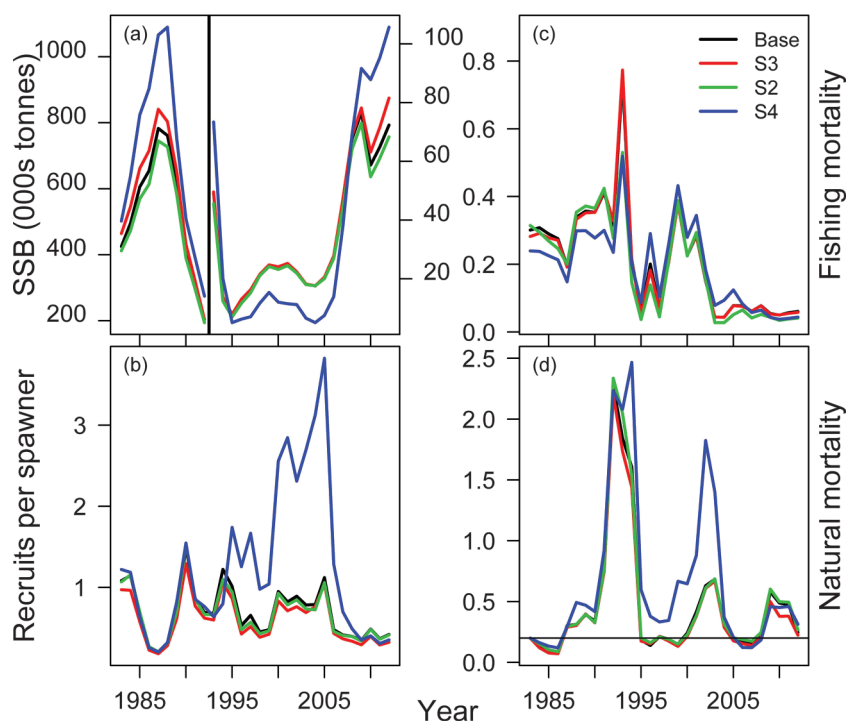 (a)
SSB (000s tonnes)
1000
800
600
400
200
100
80
60
40
20
(c)
Base
S3
S2
S4
0.8
0.6
0.4
0.2
0.0
Fishing mortality
(b)
Recruits per spawner
3
2
1
1985
1995
2005
(d)
2.5
2.0
1.5
1.0
0.5
0.0
Natural mortality
1985
1995
2005
Year